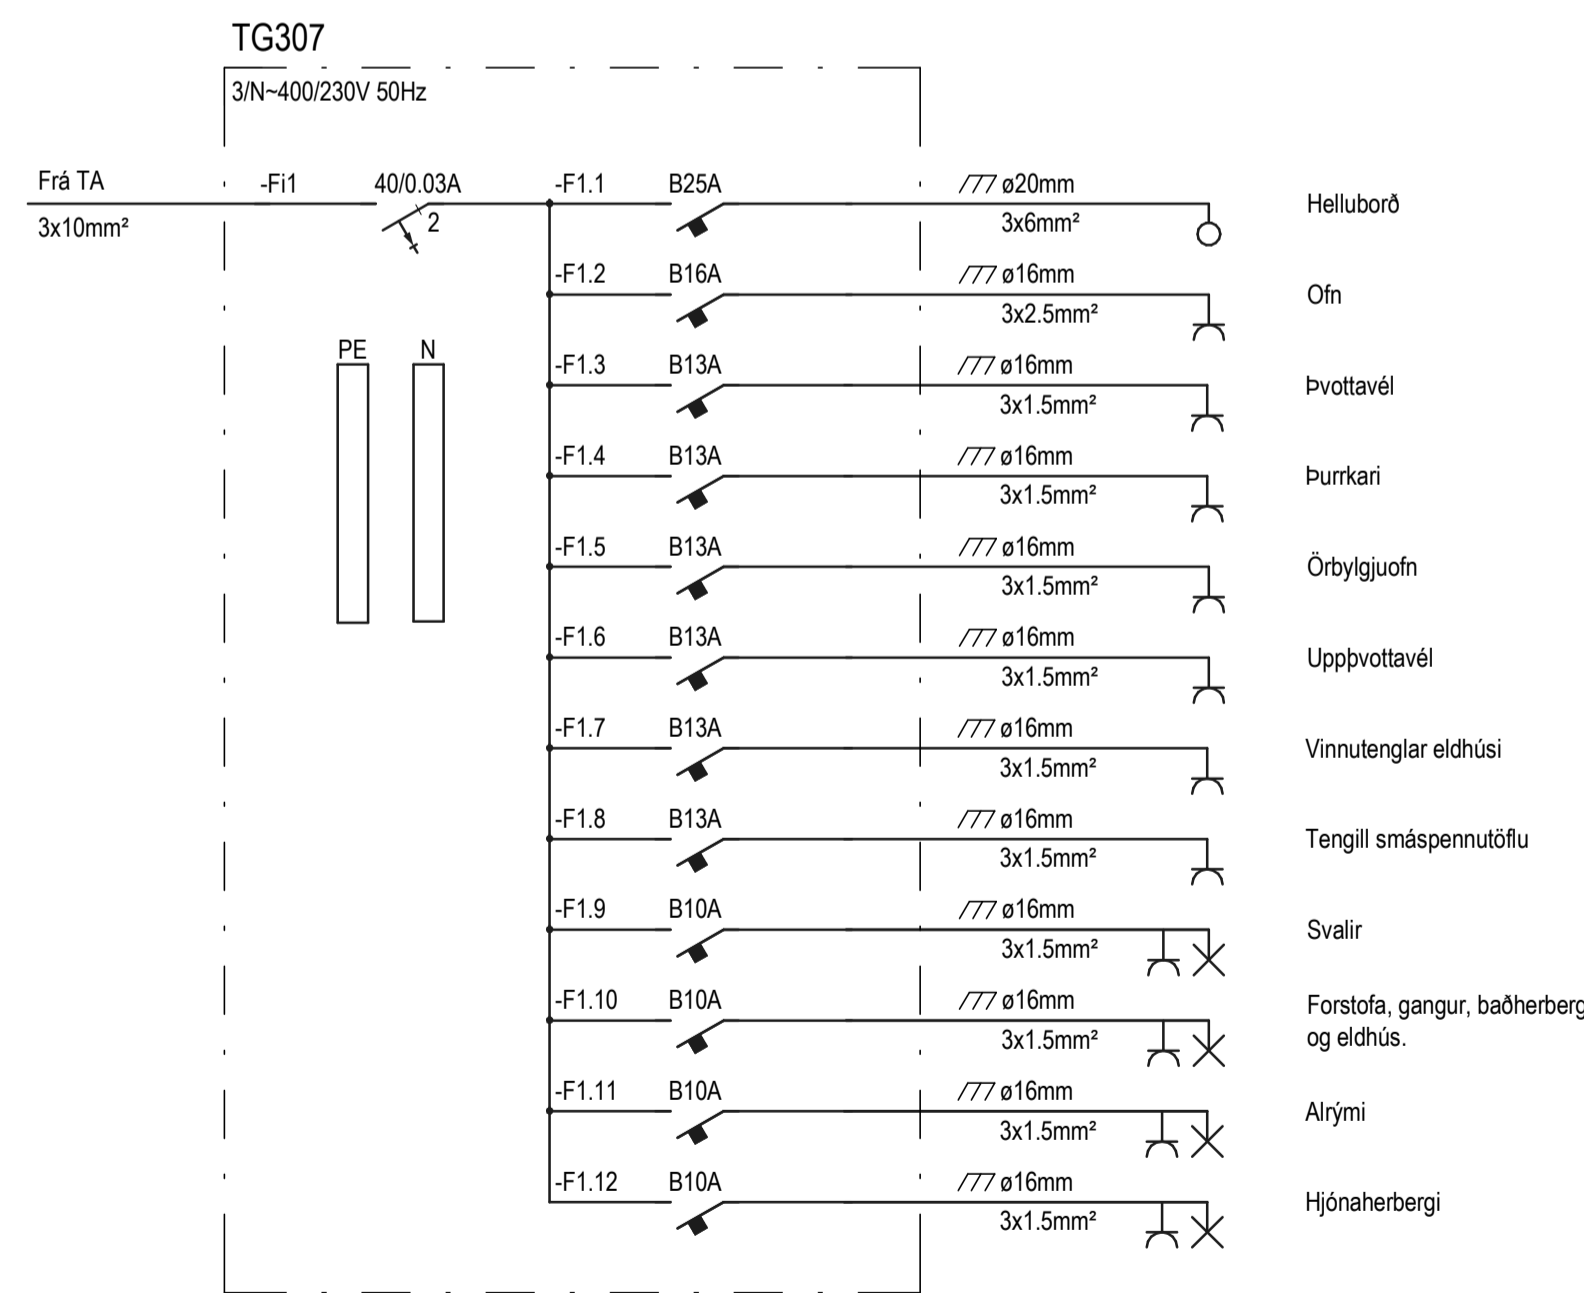 TG307
3/N~400/230V 50Hz
Frá TA -Fi1 40/0.03A -F1.1 B25A ø20mm Helluborð
3x10mm² 2 3x6mm²
-F1.2 B16A ø16mm Ofn
3x2.5mm²
PE N -F1.3 B13A ø16mm Þvottavél
3x1.5mm²
-F1.4 B13A ø16mm Þurrkari
3x1.5mm²
-F1.5 B13A ø16mm Örbylgjuofn
3x1.5mm²
-F1.6 B13A ø16mm Uppþvottavél
3x1.5mm²
-F1.7 B13A ø16mm Vinnutenglar eldhúsi
3x1.5mm²
-F1.8 B13A ø16mm Tengill smáspennutöflu
3x1.5mm²
-F1.9 B10A ø16mm Svalir
3x1.5mm²
-F1.10 B10A ø16mm Forstofa, gangur, baðherberg
3x1.5mm² og eldhús.
-F1.11 B10A ø16mm Alrými
3x1.5mm²
-F1.12 B10A ø16mm Hjónaherbergi
3x1.5mm²